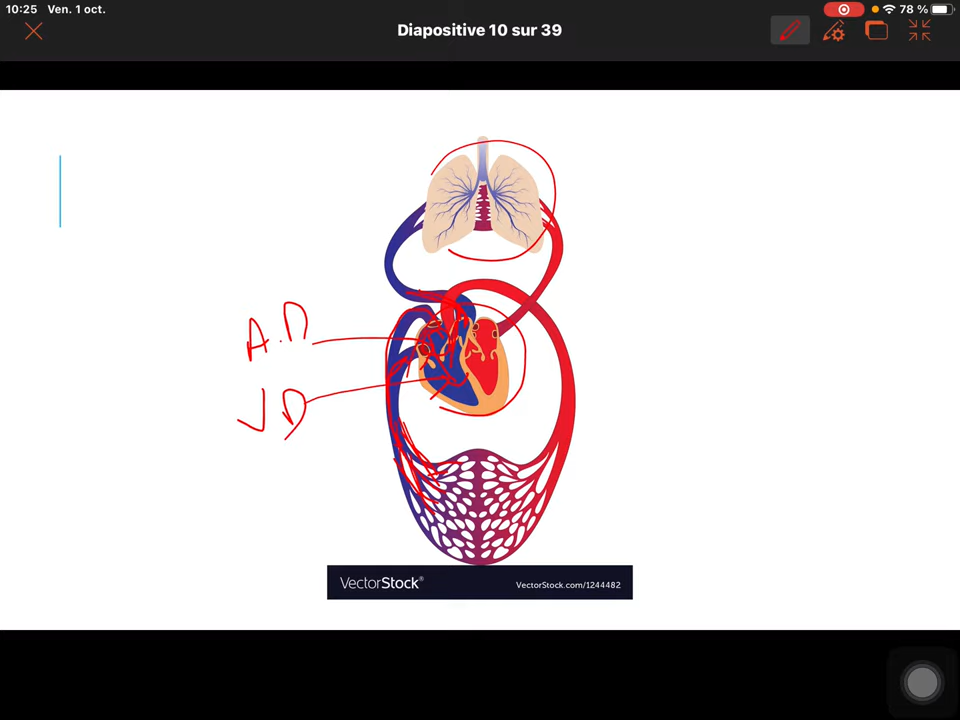 10:25 Ven. 1 oct. 78 %
Diapositive 10 sur 39
A.D
VD
VectorStock® VectorStock.com/1244482